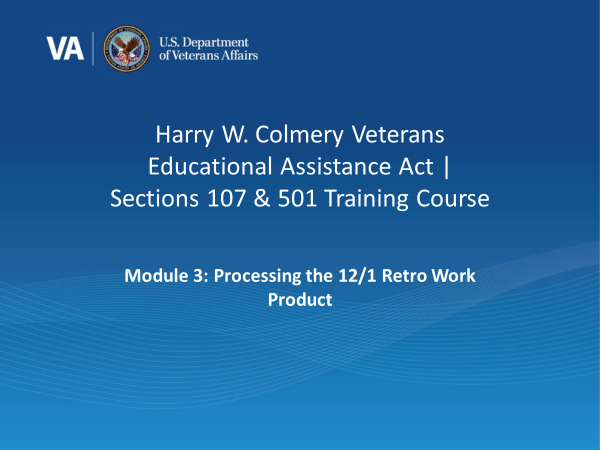 VA
U.S. Department
of Veterans Affairs
Harry W. Colmery Veterans
Educational Assistance Act |
Sections 107 & 501 Training Course
Module 3: Processing the 12/1 Retro Work
Product